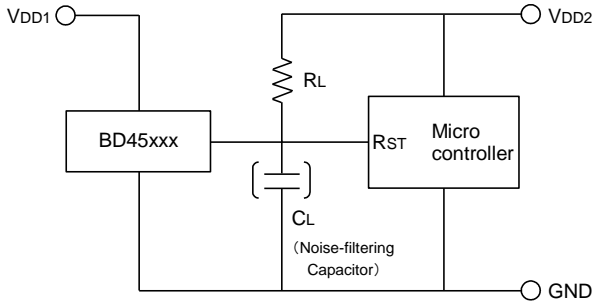 VDD1
VDD2
RL
BD45xxx
RST
Micro
controller
CL
（Noise-filtering
Capacitor）
GND